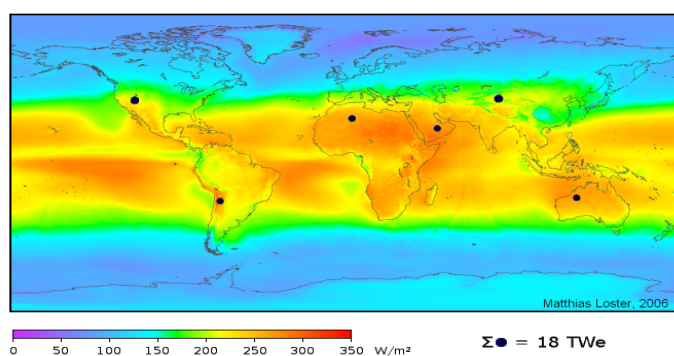 Matthias Loster, 2006
0 50 100 150 200 250 300 350 W/m²
Σ● = 18 TWe